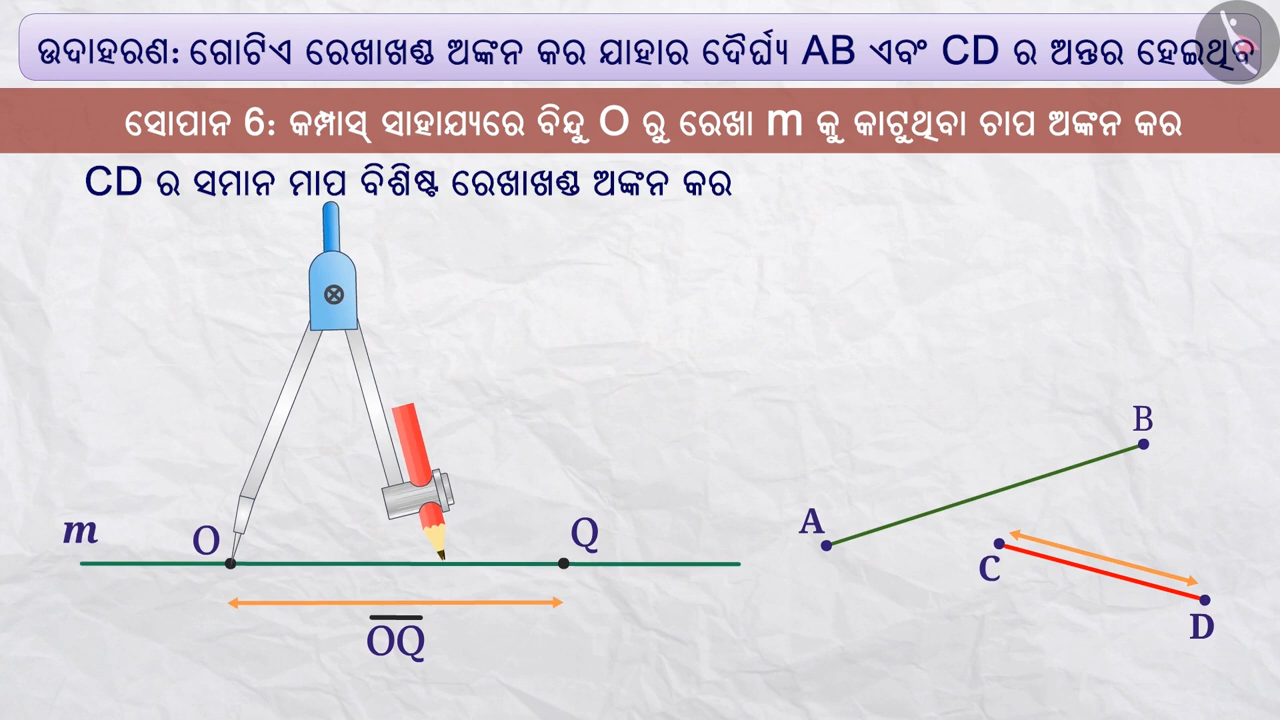 ଉଦାହରଣ: ଗୋଟିଏ ରେଖାଖଣ୍ଡ ଅଙ୍କନ କର ଯାହାର ଦୈର୍ଘ୍ୟ AB ଏବଂ CD ର ଅନ୍ତର ହେଇଥିବ
ସୋପାନ 6: କମ୍ପାସ୍ ସାହାଯ୍ୟରେ ବିନ୍ଦୁ O ରୁ ରେଖା m କୁ କାଟୁଥିବା ଚାପ ଅଙ୍କନ କର
CD ର ସମାନ ମାପ ବିଶିଷ୍ଟ ରେଖାଖଣ୍ଡ ଅଙ୍କନ କର
B
A
m
O
Q
C
D
OQ